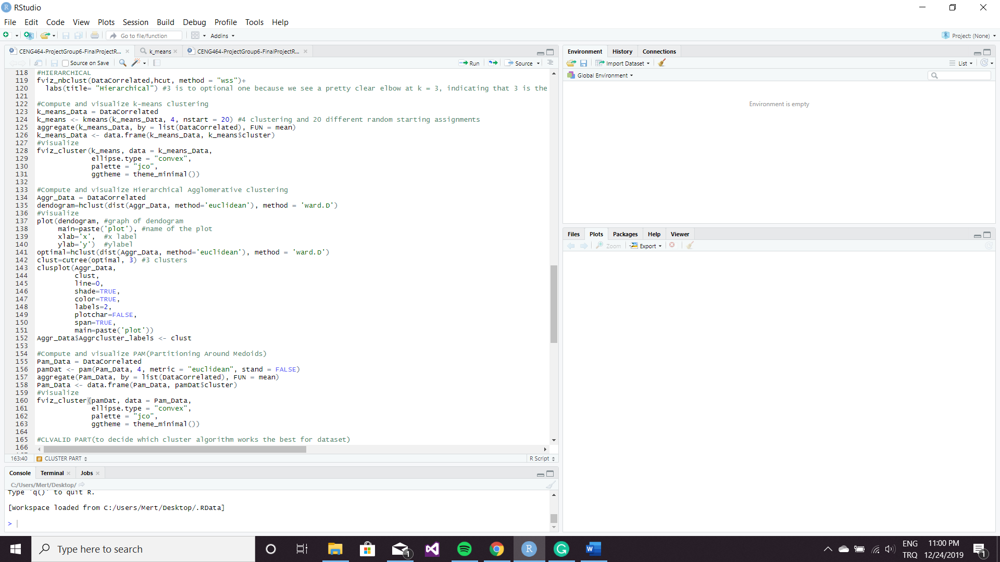 RStudio
File Edit Code View Plots Session Build Debug Profile Tools Help
Go to file/function Addins Project: (None)
CENG464-ProjectGroup6-FinalProjectR... k_means CENG464-ProjectGroup6-FinalProjectR...
Source on Save Run Source
118 #HIERARCHICAL
119 fviz_nbclust(DataCorrelated,hcut, method = "wss")+
120 labs(title= "Hierarchical") #3 is to optional one because we see a pretty clear elbow at k = 3, indicating that 3 is the
121
122 #Compute and visualize k-means clustering
123 k_means_Data = DataCorrelated
124 k_means <- kmeans(k_means_Data, 4, nstart = 20) #4 clustering and 20 different random starting assignments
125 aggregate(k_means_Data, by = list(DataCorrelated), FUN = mean)
126 k_means_Data <- data.frame(k_means_Data, k_means$cluster)
127 #Visualize
128 fviz_cluster(k_means, data = k_means_Data,
129 ellipse.type = "convex",
130 palette = "jco",
131 ggtheme = theme_minimal())
132
133 #Compute and visualize Hierarchical Agglomerative clustering
134 Aggr_Data = DataCorrelated
135 dendogram=hclust(dist(Aggr_Data, method='euclidean'), method = 'ward.D')
136 #Visualize
137 plot(dendogram, #graph of dendogram
138 main=paste('plot'), #name of the plot
139 xlab='x', #x label
140 ylab='y') #ylabel
141 optimal=hclust(dist(Aggr_Data, method='euclidean'), method = 'ward.D')
142 clust=cutree(optimal, 3) #3 clusters
143 clusplot(Aggr_Data,
144 clust,
145 line=0,
146 shade=TRUE,
147 color=TRUE,
148 labels=2,
149 plotchar=FALSE,
150 span=TRUE,
151 main=paste('plot'))
152 Aggr_Data$Aggrcluster_labels <- clust
153
154 #Compute and visualize PAM(Partitioning Around Medoids)
155 Pam_Data = DataCorrelated
156 pamDat <- pam(Pam_Data, 4, metric = "euclidean", stand = FALSE)
157 aggregate(Pam_Data, by = list(DataCorrelated), FUN = mean)
158 Pam_Data <- data.frame(Pam_Data, pamDat$cluster)
159 #Visualize
160 fviz_cluster(pamDat, data = Pam_Data,
161 ellipse.type = "convex",
162 palette = "jco",
163 ggtheme = theme_minimal())
164
165 #CLVALID PART(to decide which cluster algorithm works the best for dataset)
166
163:40 # CLUSTER PART R Script
Console Terminal Jobs
C:/Users/Mert/Desktop/
Type 'q()' to quit R.
[Workspace loaded from C:/Users/Mert/Desktop/.RData]
>
Environment History Connections
Import Dataset List
Global Environment
Environment is empty
Files Plots Packages Help Viewer
Zoom Export
Type here to search
1
ENG 11:00 PM
TRQ 12/24/2019
1